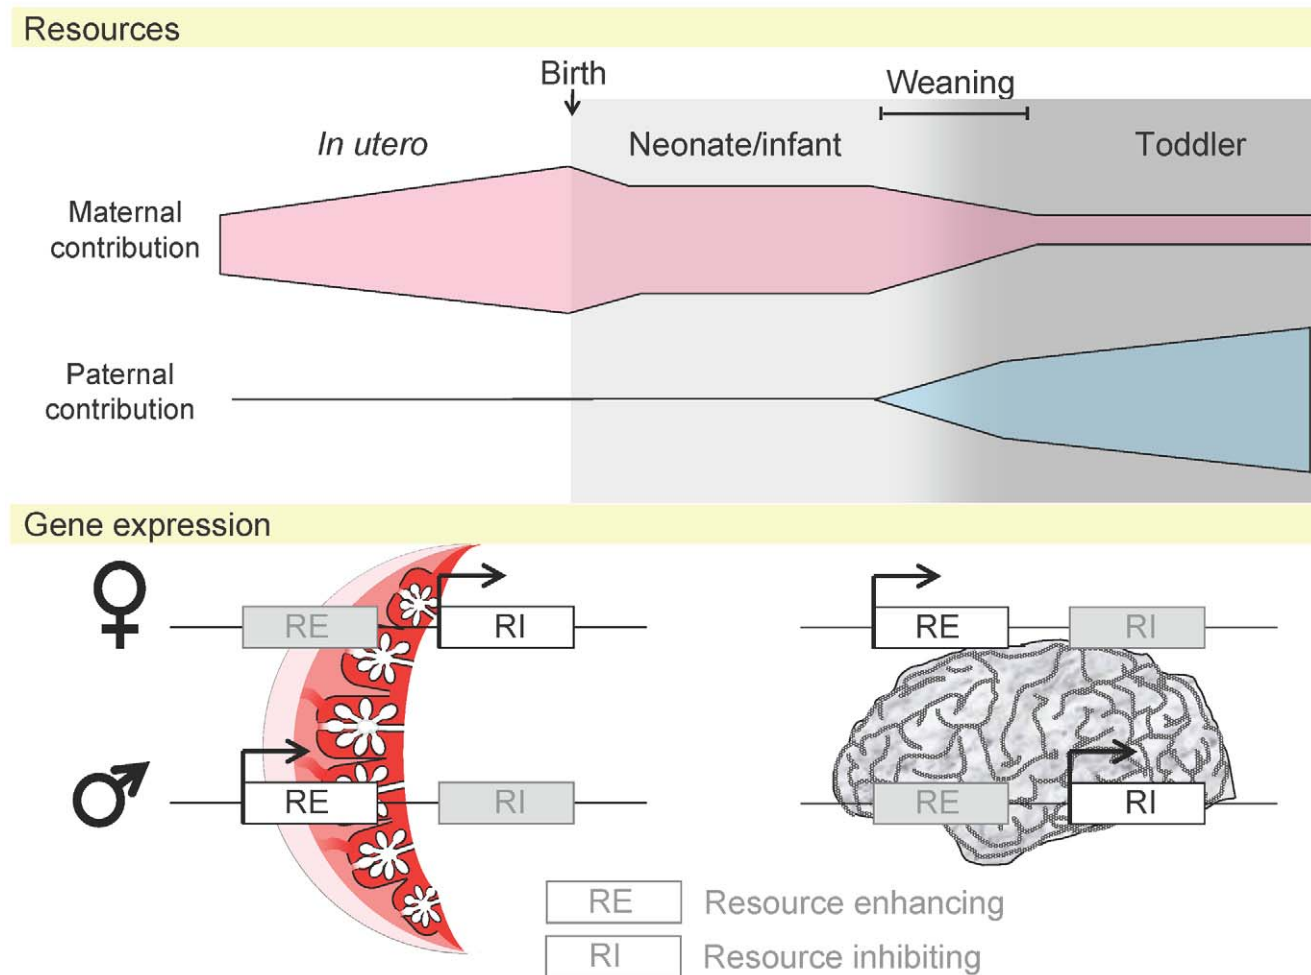 Resources
Birth
Weaning
In utero
Neonate/infant
Toddler
Maternal
contribution
Paternal
contribution
Gene expression
RE
RI
RE
RI
RE
RI
RE
RI
RE
Resource enhancing
RI
Resource inhibiting